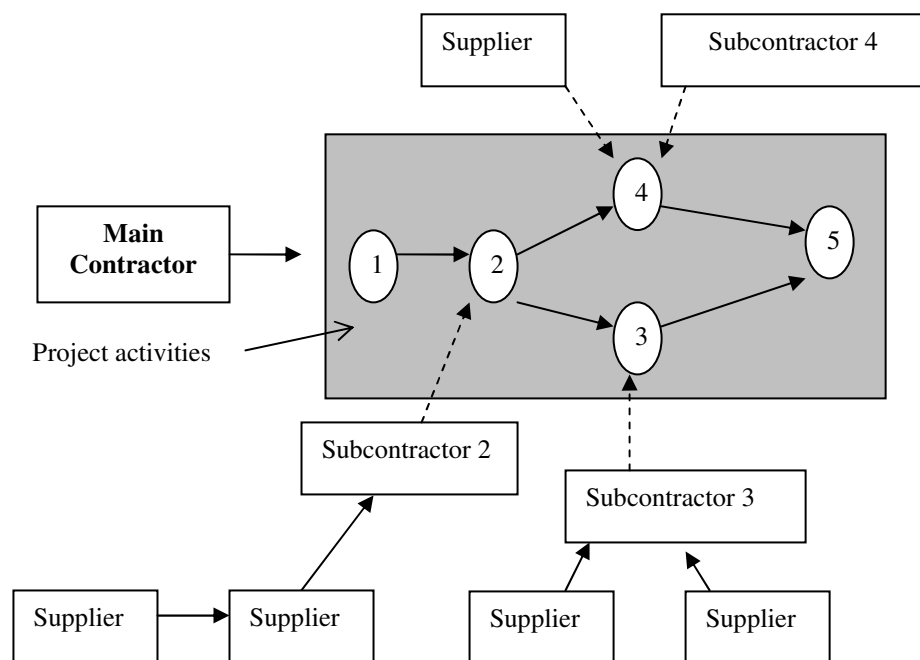 Supplier
Subcontractor 4
4
Main
Contractor
5
1
2
3
Project activities
Subcontractor 2
Subcontractor 3
Supplier
Supplier
Supplier
Supplier